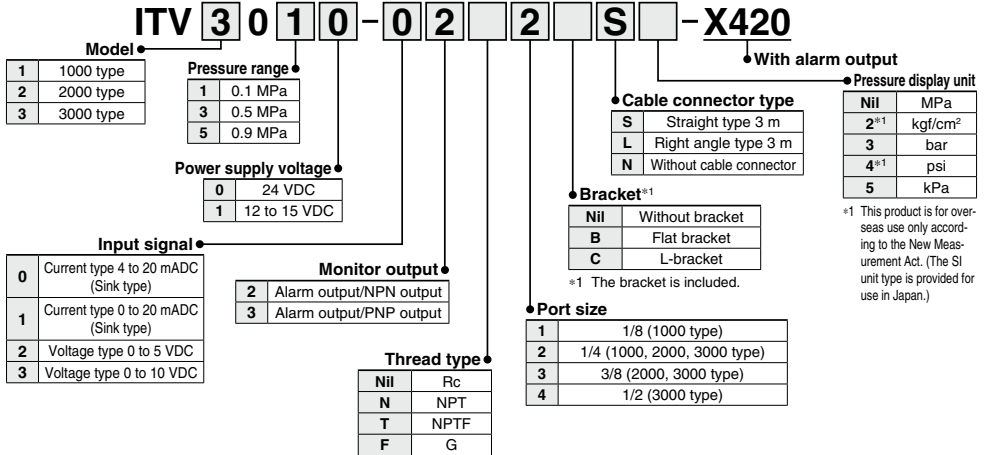 ITV 3 0 1 0 - 0 2 2 S - X420
Model
1 1000 type
2 2000 type
3 3000 type
Pressure range
1 0.1 MPa
3 0.5 MPa
5 0.9 MPa
Power supply voltage
0 24 VDC
1 12 to 15 VDC
Input signal
0 Current type 4 to 20 mADC
(Sink type)
1 Current type 0 to 20 mADC
(Sink type)
2 Voltage type 0 to 5 VDC
3 Voltage type 0 to 10 VDC
Monitor output
2 Alarm output/NPN output
3 Alarm output/PNP output
Thread type
Nil Rc
N NPT
T NPTF
F G
Port size
1 1/8 (1000 type)
2 1/4 (1000, 2000, 3000 type)
3 3/8 (2000, 3000 type)
4 1/2 (3000 type)
Bracket*1
Nil Without bracket
B Flat bracket
C L-bracket
*1 The bracket is included.
Cable connector type
S Straight type 3 m
L Right angle type 3 m
N Without cable connector
With alarm output
Pressure display unit
Nil MPa
2*1 kgf/cm²
3 bar
4*1 psi
5 kPa
*1 This product is for over-
seas use only accord-
ing to the New Meas-
urement Act. (The SI
unit type is provided for
use in Japan.)